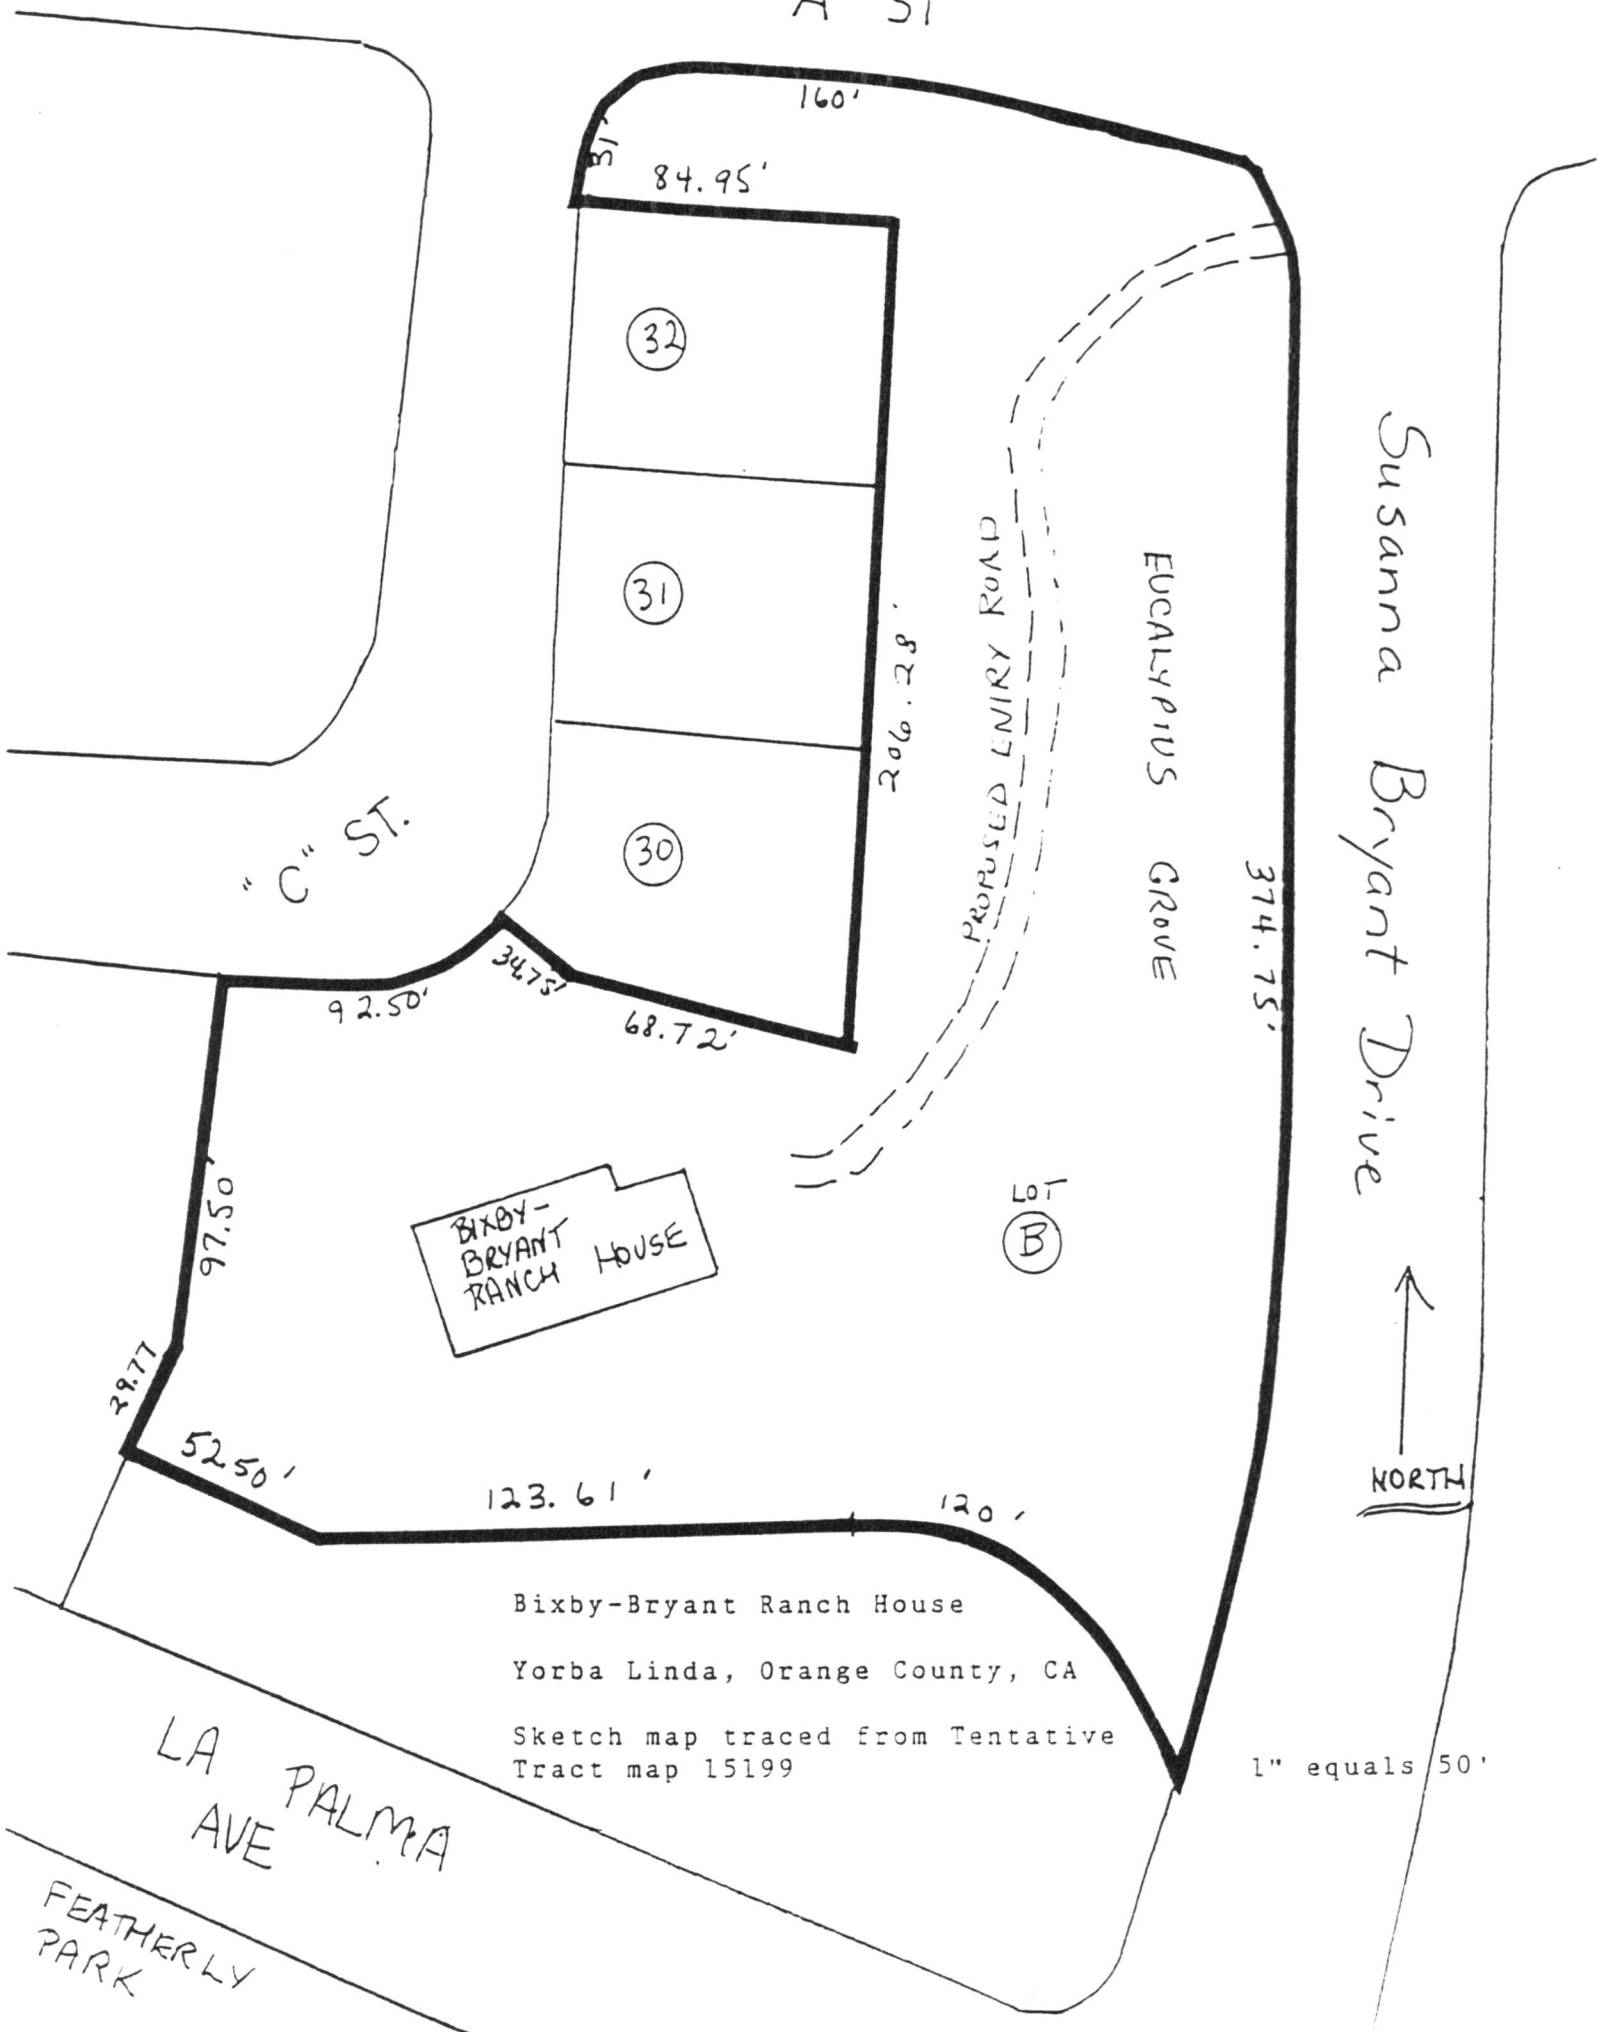 A ST
160'
31'
84.95'
32
31
30
206.28'
PROPOSED ENTRY ROAD
EUCALYPTUS GROVE
374.75'
Susanna Bryant Drive
"C" ST.
92.50'
34.75'
68.72'
97.50'
BIXBY-
BRYANT
RANCH HOUSE
LOT
B
29.77
52.50'
123.61'
120'
NORTH
Bixby-Bryant Ranch House
Yorba Linda, Orange County, CA
Sketch map traced from Tentative
Tract map 15199
1" equals 50'
LA PALMA
AVE
FEATHERLY
PARK